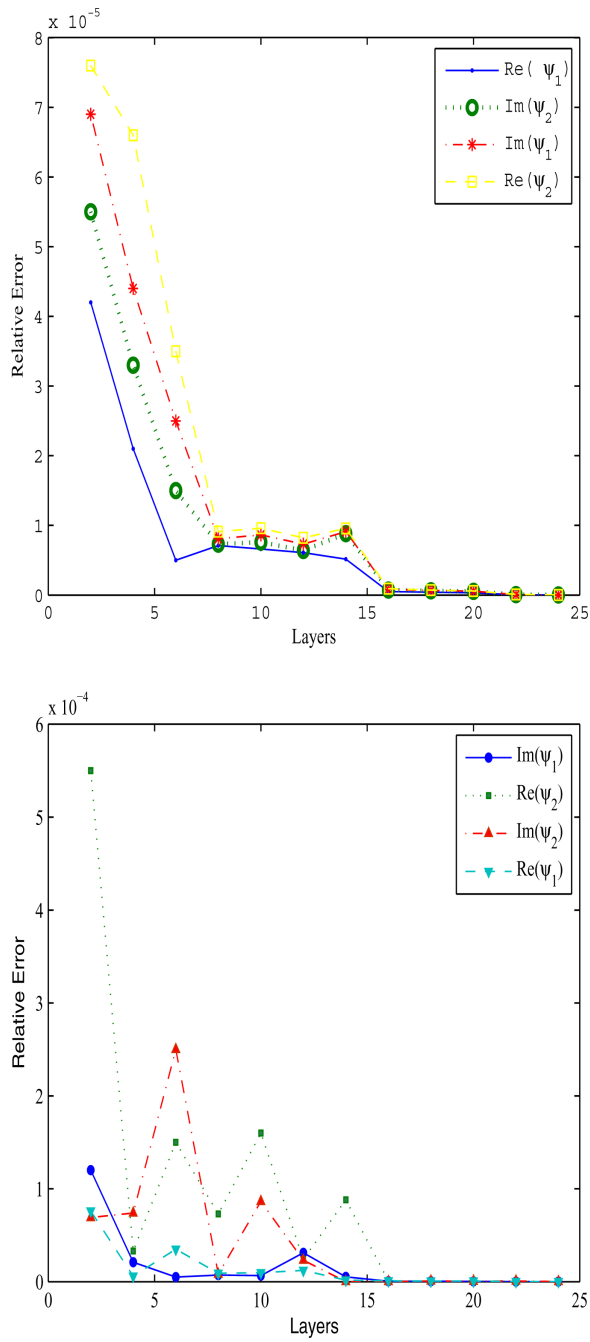 x 10⁻⁵
8
7
6
5
4
3
2
1
0
Relative Error
Re( ψ₁)
Im(ψ₂)
Im(ψ₁)
Re(ψ₂)
0 5 10 15 20 25
Layers
x 10⁻⁴
6
5
4
3
2
1
0
Relative Error
Im(ψ₁)
Re(ψ₂)
Im(ψ₂)
Re(ψ₁)
0 5 10 15 20 25
Layers